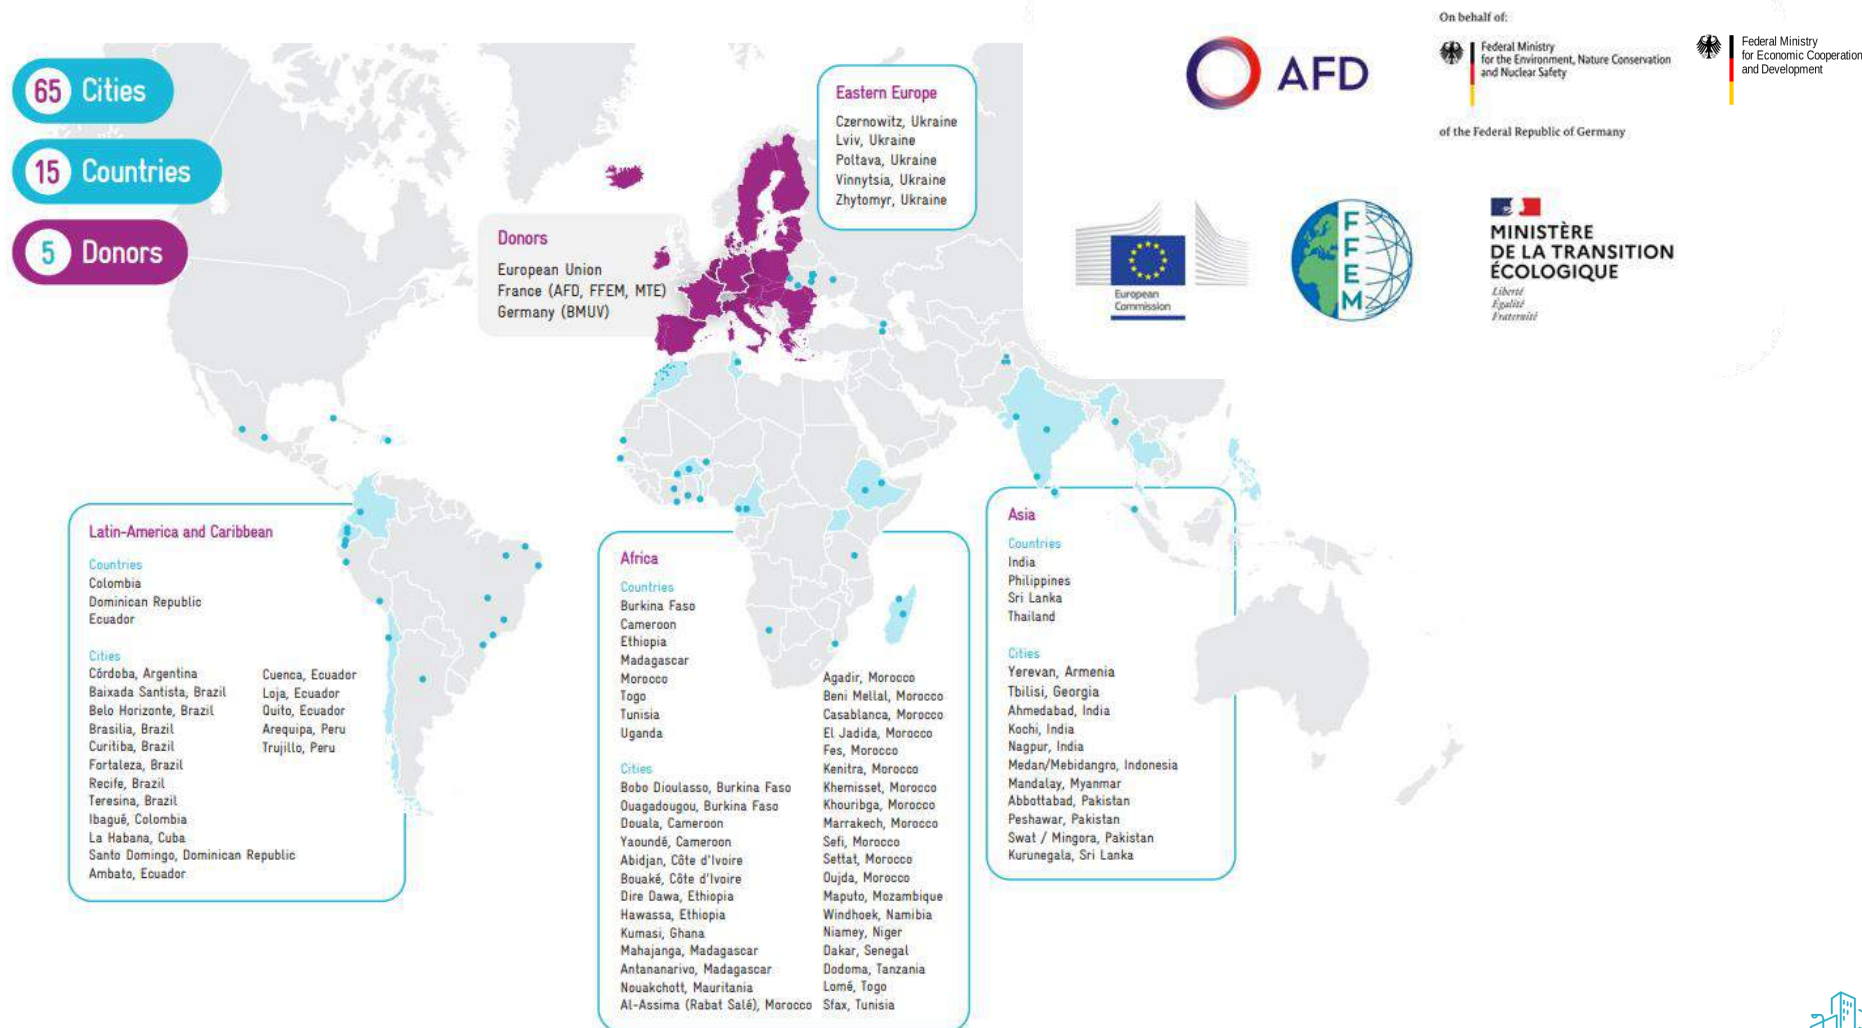 65 Cities
15 Countries
5 Donors
Donors
European Union
France (AFD, FFEM, MTE)
Germany (BMUV)
Eastern Europe
Czernowitz, Ukraine
Lviv, Ukraine
Poltava, Ukraine
Vinnytsia, Ukraine
Zhytomyr, Ukraine
AFD
On behalf of:
Federal Ministry
for the Environment, Nature Conservation
and Nuclear Safety
of the Federal Republic of Germany
Federal Ministry
for Economic Cooperation
and Development
European
Commission
FFEM
MINISTÈRE
DE LA TRANSITION
ÉCOLOGIQUE
Liberté
Égalité
Fraternité
Latin-America and Caribbean
Countries
Colombia
Dominican Republic
Ecuador
Cities
Córdoba, Argentina
Baixada Santista, Brazil
Belo Horizonte, Brazil
Brasilia, Brazil
Curitiba, Brazil
Fortaleza, Brazil
Recife, Brazil
Teresina, Brazil
Ibagué, Colombia
La Habana, Cuba
Santo Domingo, Dominican Republic
Ambato, Ecuador
Cuenca, Ecuador
Loja, Ecuador
Quito, Ecuador
Arequipa, Peru
Trujillo, Peru
Africa
Countries
Burkina Faso
Cameroon
Ethiopia
Madagascar
Morocco
Togo
Tunisia
Uganda
Cities
Bobo Dioulasso, Burkina Faso
Ouagadougou, Burkina Faso
Douala, Cameroon
Yaoundé, Cameroon
Abidjan, Côte d'Ivoire
Bouaké, Côte d'Ivoire
Dire Dawa, Ethiopia
Hawassa, Ethiopia
Kumasi, Ghana
Mahajanga, Madagascar
Antananarivo, Madagascar
Nouakchott, Mauritania
Al-Assima (Rabat Salé), Morocco
Agadir, Morocco
Beni Mellal, Morocco
Casablanca, Morocco
El Jadida, Morocco
Fes, Morocco
Kenitra, Morocco
Khemisset, Morocco
Khouribga, Morocco
Marrakech, Morocco
Sefi, Morocco
Settat, Morocco
Oujda, Morocco
Maputo, Mozambique
Windhoek, Namibia
Niamey, Niger
Dakar, Senegal
Dodoma, Tanzania
Lomé, Togo
Sfax, Tunisia
Asia
Countries
India
Philippines
Sri Lanka
Thailand
Cities
Yerevan, Armenia
Tbilisi, Georgia
Ahmedabad, India
Kochi, India
Nagpur, India
Medan/Mebidangro, Indonesia
Mandalay, Myanmar
Abbottabad, Pakistan
Peshawar, Pakistan
Swat / Mingora, Pakistan
Kurunegala, Sri Lanka